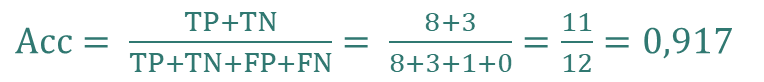 Acc = TP+TN / TP+TN+FP+FN = 8+3 / 8+3+1+0 = 11 / 12 = 0,917